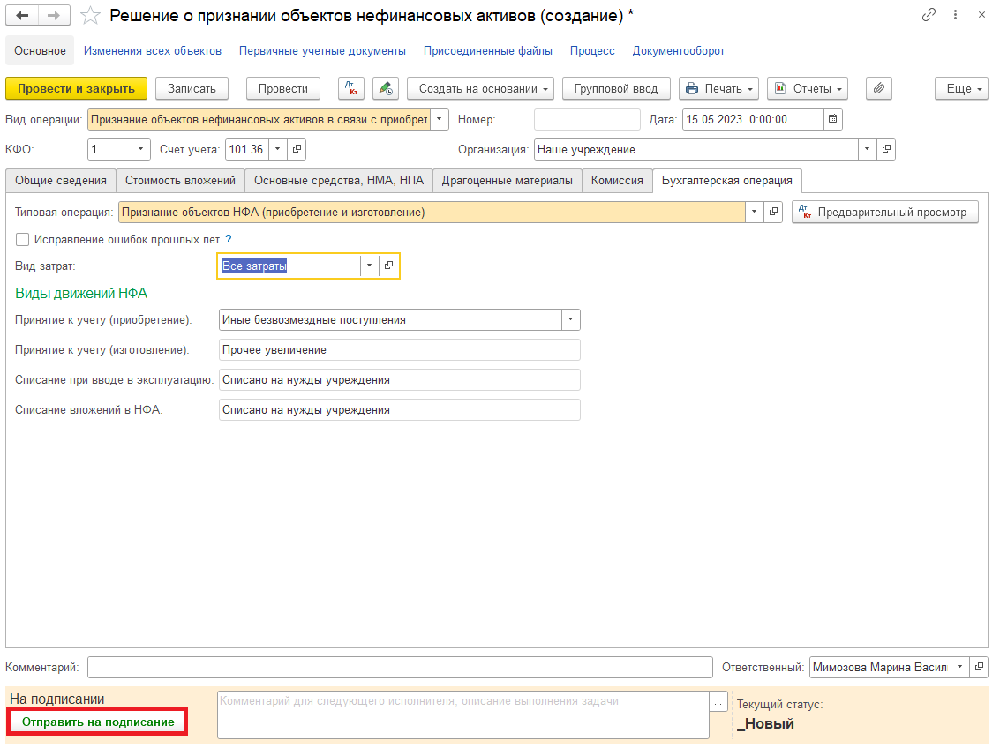 Решение о признании объектов нефинансовых активов (создание) *
Основное Изменения всех объектов Первичные учетные документы Присоединенные файлы Процесс Документооборот
Провести и закрыть Записать Провести Дт Кт Создать на основании Групповой ввод Печать Отчеты Еще
Вид операции: Признание объектов нефинансовых активов в связи с приобрет Номер: Дата: 15.05.2023 0:00:00
КФО: 1 Счет учета: 101.36 Организация: Наше учреждение
Общие сведения Стоимость вложений Основные средства, НМА, НПА Драгоценные материалы Комиссия Бухгалтерская операция
Типовая операция: Признание объектов НФА (приобретение и изготовление) Дт Кт Предварительный просмотр
Исправление ошибок прошлых лет ?
Вид затрат: Все затраты
Виды движений НФА
Принятие к учету (приобретение): Иные безвозмездные поступления
Принятие к учету (изготовление): Прочее увеличение
Списание при вводе в эксплуатацию: Списано на нужды учреждения
Списание вложений в НФА: Списано на нужды учреждения
Комментарий: Ответственный: Мимозова Марина Васил
На подписании Комментарий для следующего исполнителя, описание выполнения задачи ... Текущий статус:
Отправить на подписание _Новый